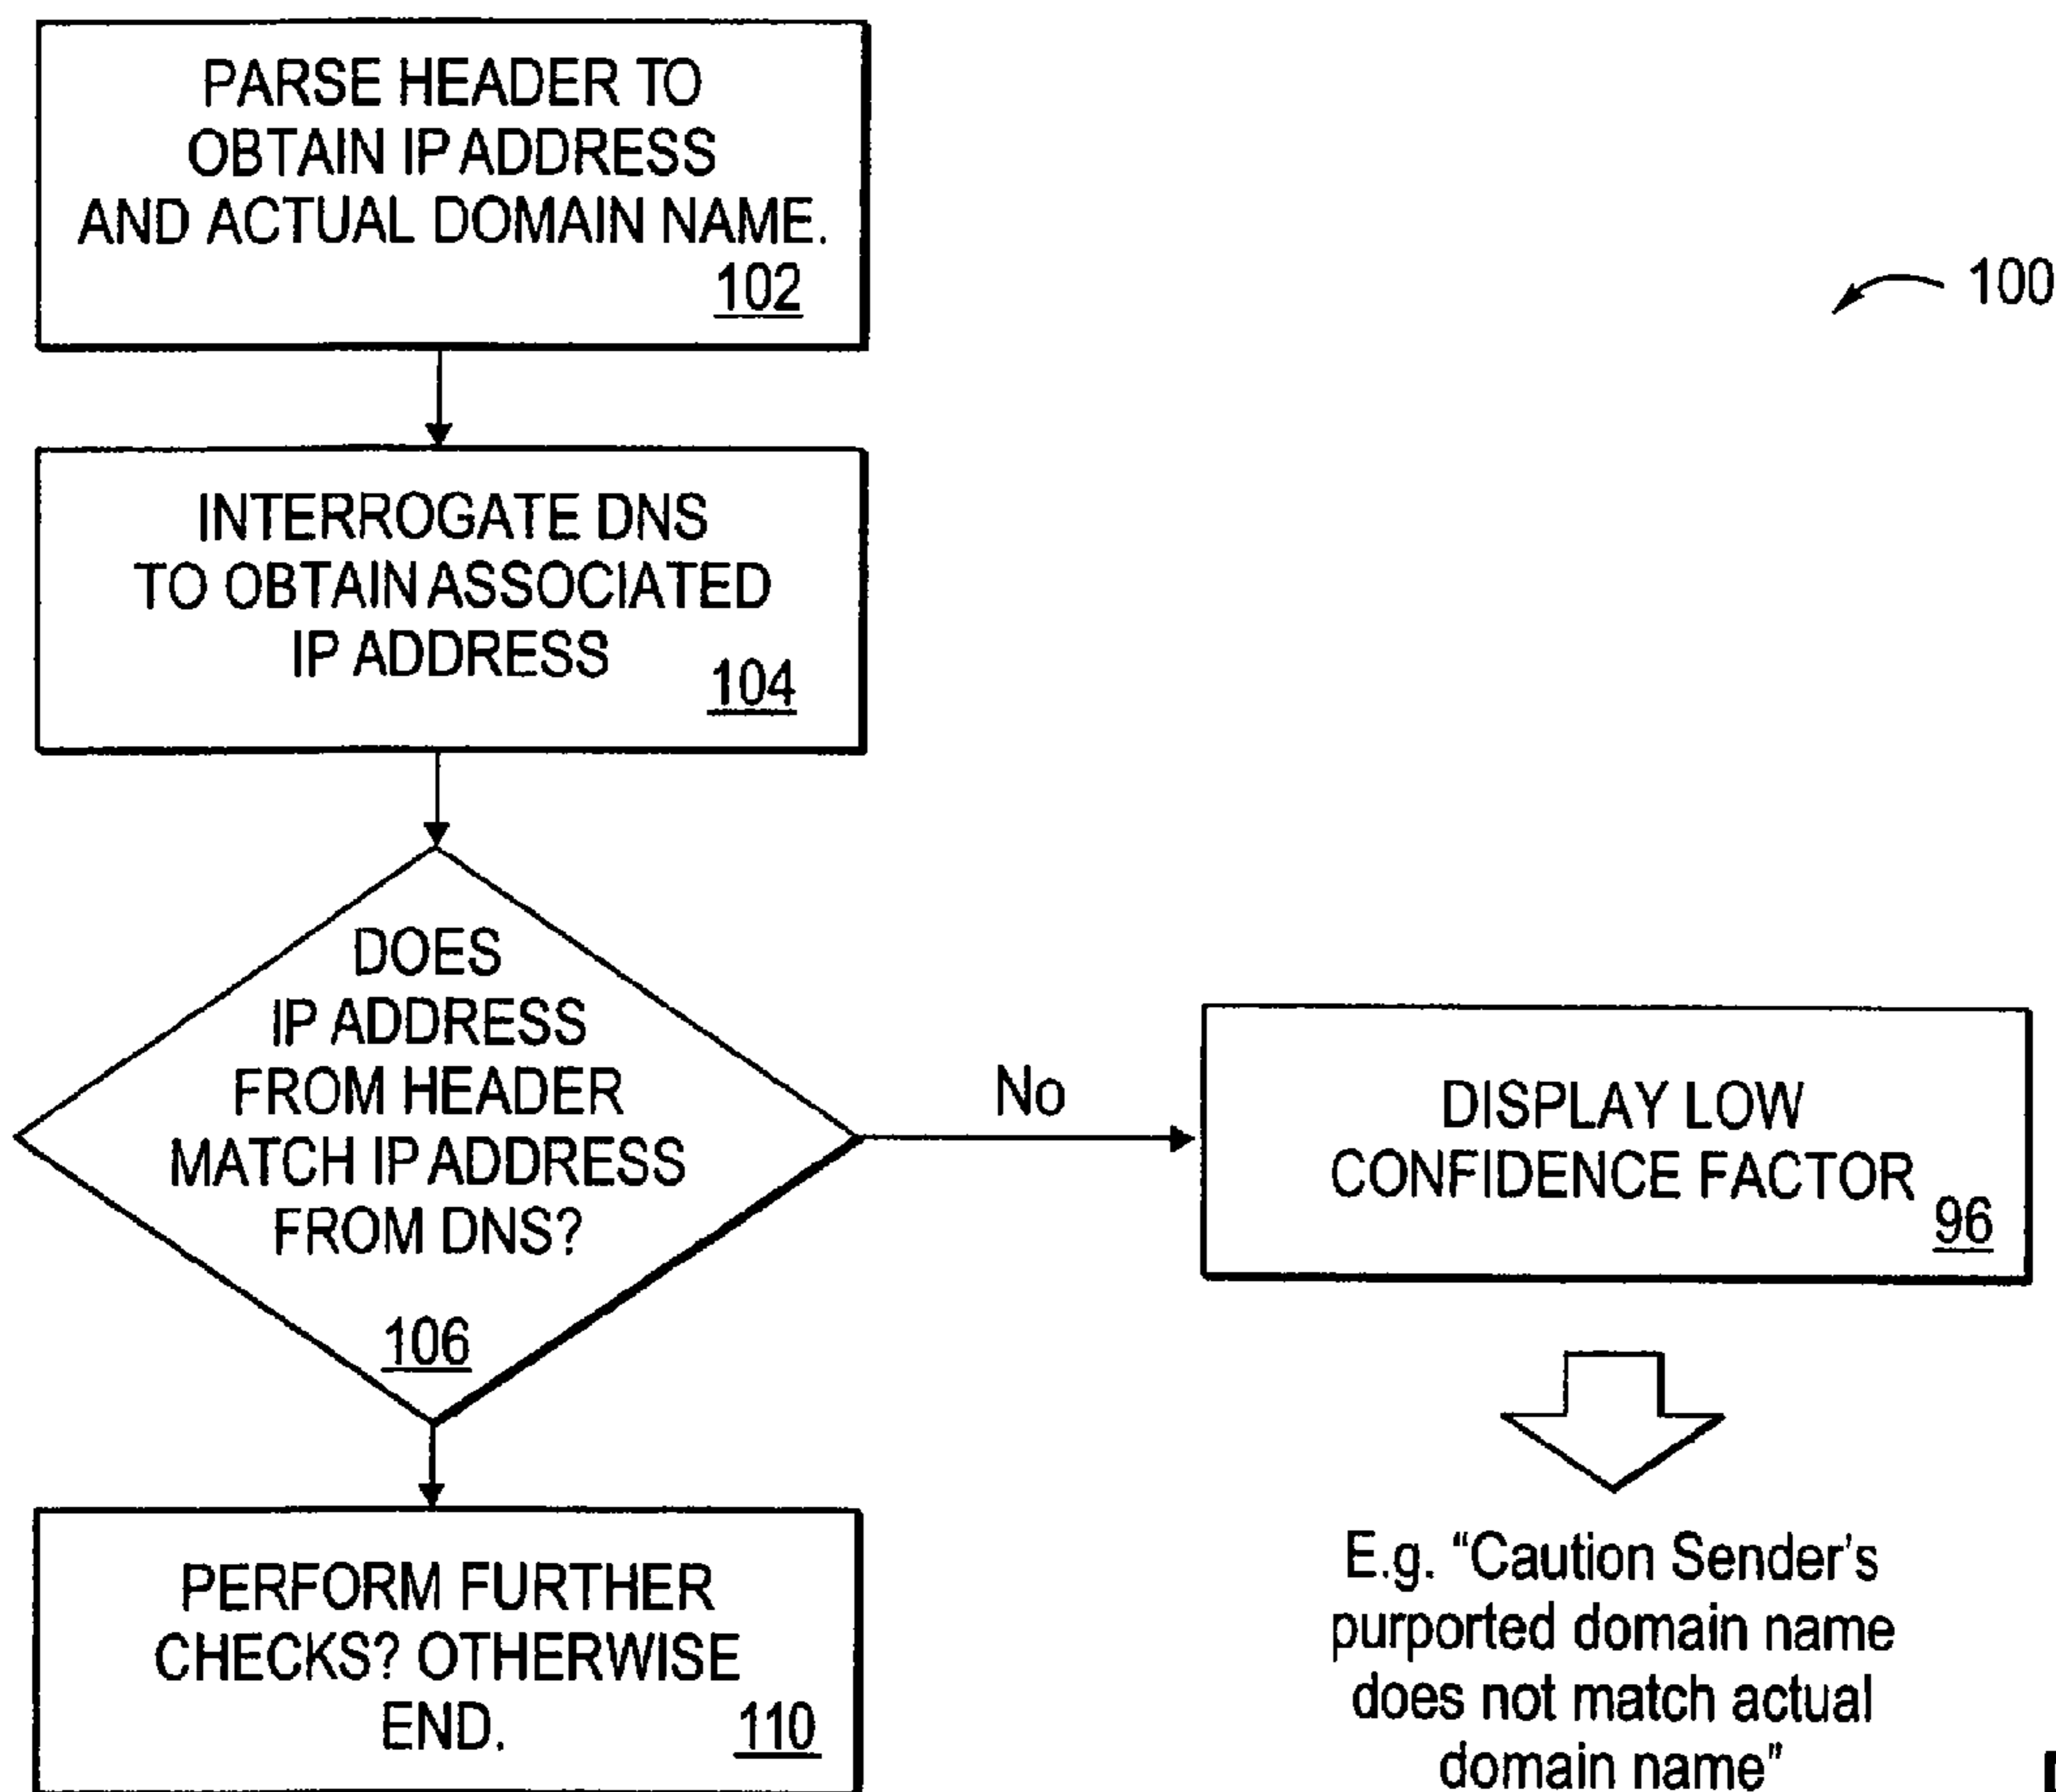 PARSE HEADER TO
OBTAIN IP ADDRESS
AND ACTUAL DOMAIN NAME.
102
100
INTERROGATE DNS
TO OBTAIN ASSOCIATED
IP ADDRESS
104
DOES
IP ADDRESS
FROM HEADER
MATCH IP ADDRESS
FROM DNS?
106
No
DISPLAY LOW
CONFIDENCE FACTOR
96
E.g. “Caution Sender’s
purported domain name
does not match actual
domain name”
PERFORM FURTHER
CHECKS? OTHERWISE
END.
110